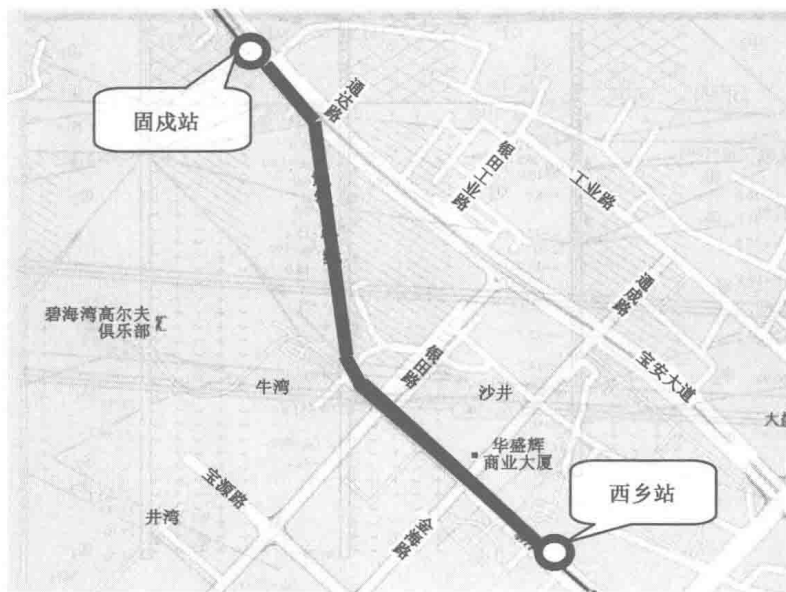 固戍站
通达路
银田工业路
工业路
通成路
碧海湾高尔夫
俱乐部
银田路
宝安大道
牛湾
沙井
华盛辉
商业大厦
宝源路
井湾
金海路
西乡站